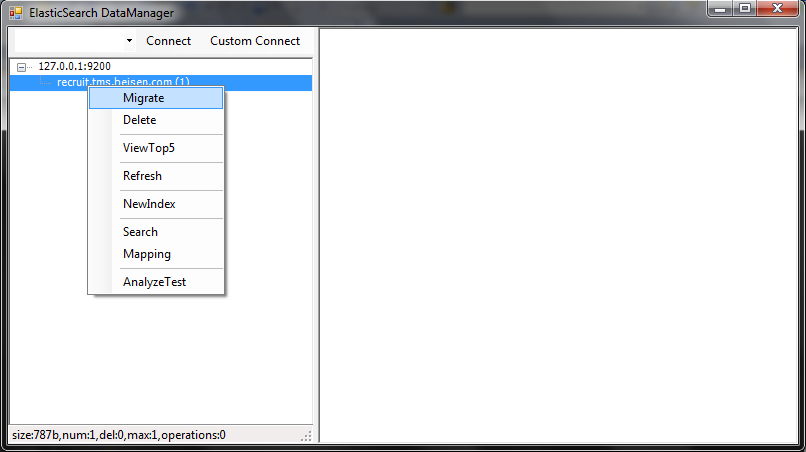 ElasticSearch DataManager
Connect Custom Connect
127.0.0.1:9200
recruit.tms.beisen.com (1)
Migrate
Delete
ViewTop5
Refresh
NewIndex
Search
Mapping
AnalyzeTest
size:787b,num:1,del:0,max:1,operations:0